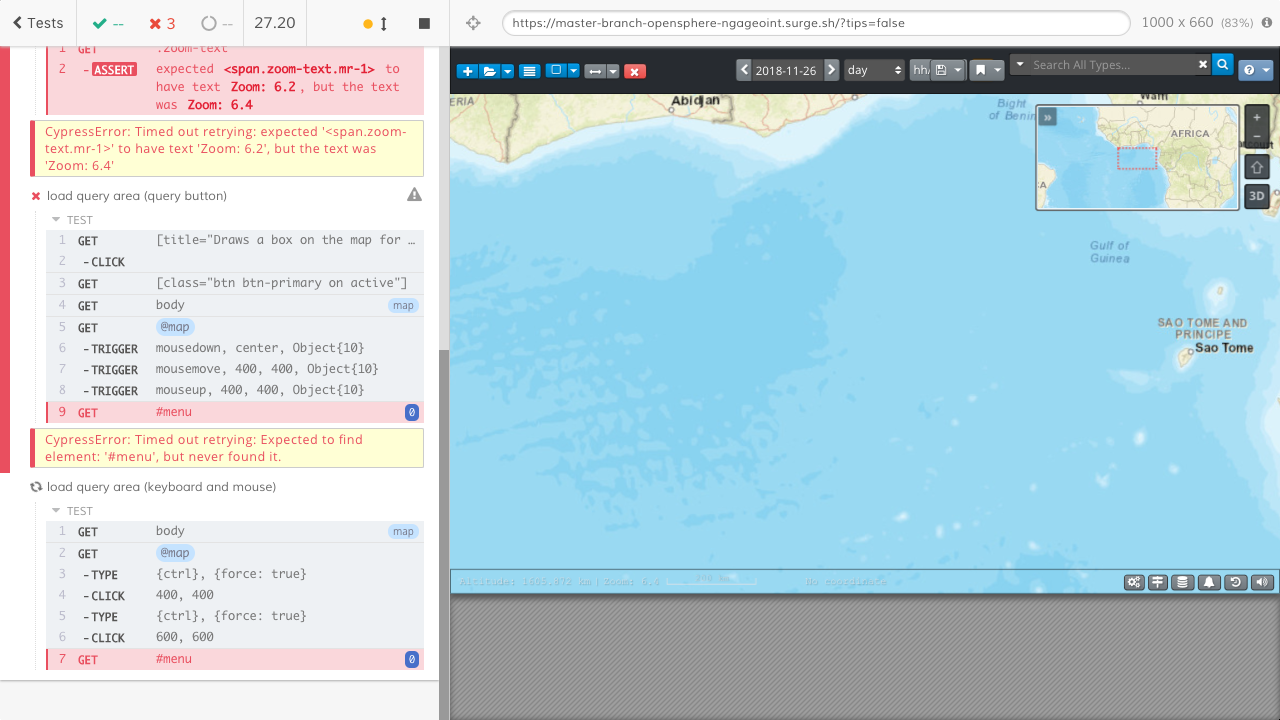 Tests
--
3
--
27.20
https://master-branch-opensphere-ngageoint.surge.sh/?tips=false
1000 x 660 (83%)
1 GET .zoom-text
2 -ASSERT expected <span.zoom-text.mr-1> to
have text Zoom: 6.2, but the text
was Zoom: 6.4
CypressError: Timed out retrying: expected '<span.zoom-
text.mr-1>' to have text 'Zoom: 6.2', but the text was
'Zoom: 6.4'
load query area (query button)
TEST
1 GET [title="Draws a box on the map for …
2 -CLICK
3 GET [class="btn btn-primary on active"]
4 GET body map
5 GET @map
6 -TRIGGER mousedown, center, Object{10}
7 -TRIGGER mousemove, 400, 400, Object{10}
8 -TRIGGER mouseup, 400, 400, Object{10}
9 GET #menu 0
CypressError: Timed out retrying: Expected to find
element: '#menu', but never found it.
load query area (keyboard and mouse)
TEST
1 GET body map
2 GET @map
3 -TYPE {ctrl}, {force: true}
4 -CLICK 400, 400
5 -TYPE {ctrl}, {force: true}
6 -CLICK 600, 600
7 GET #menu 0
2018-11-26
day
hh/
Search All Types...
ERIA
Abidjan
Bight
of Benin
Warri
AFRICA
CA
+
−
3D
Gulf of
Guinea
SAO TOME AND
PRINCIPE
Sao Tome
Altitude: 1605.872 km | Zoom: 6.4
No coordinate